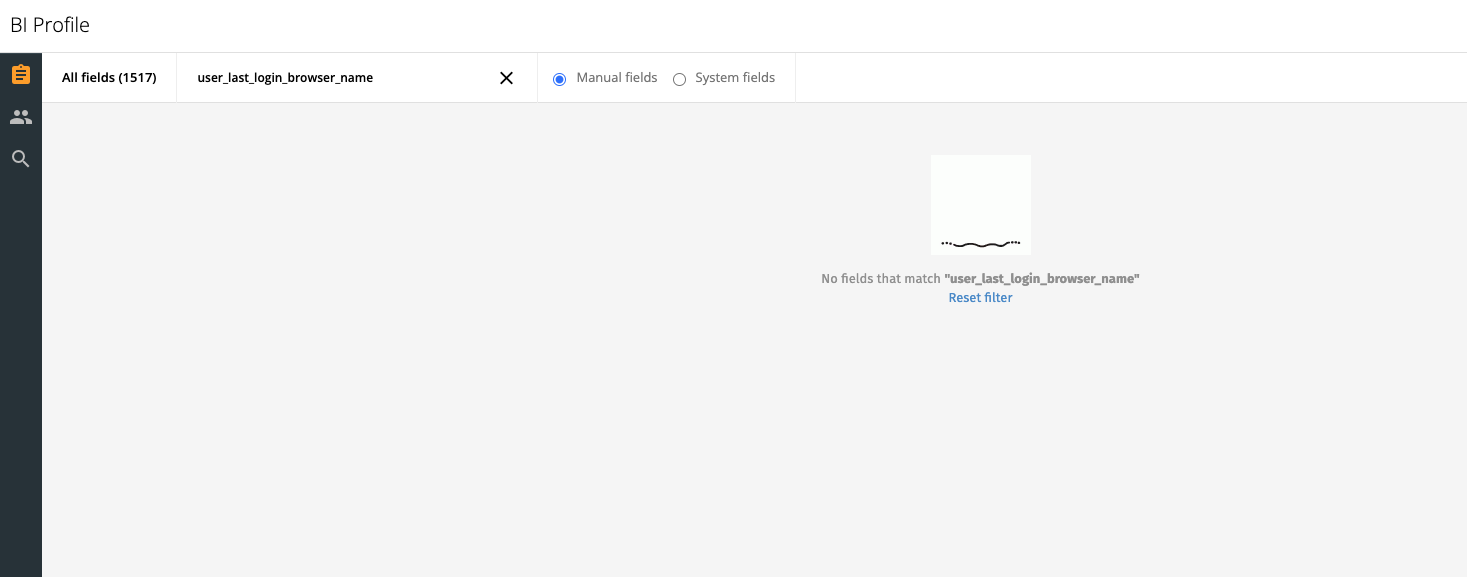 BI Profile
All fields (1517)
user_last_login_browser_name
Manual fields
System fields
No fields that match "user_last_login_browser_name"
Reset filter